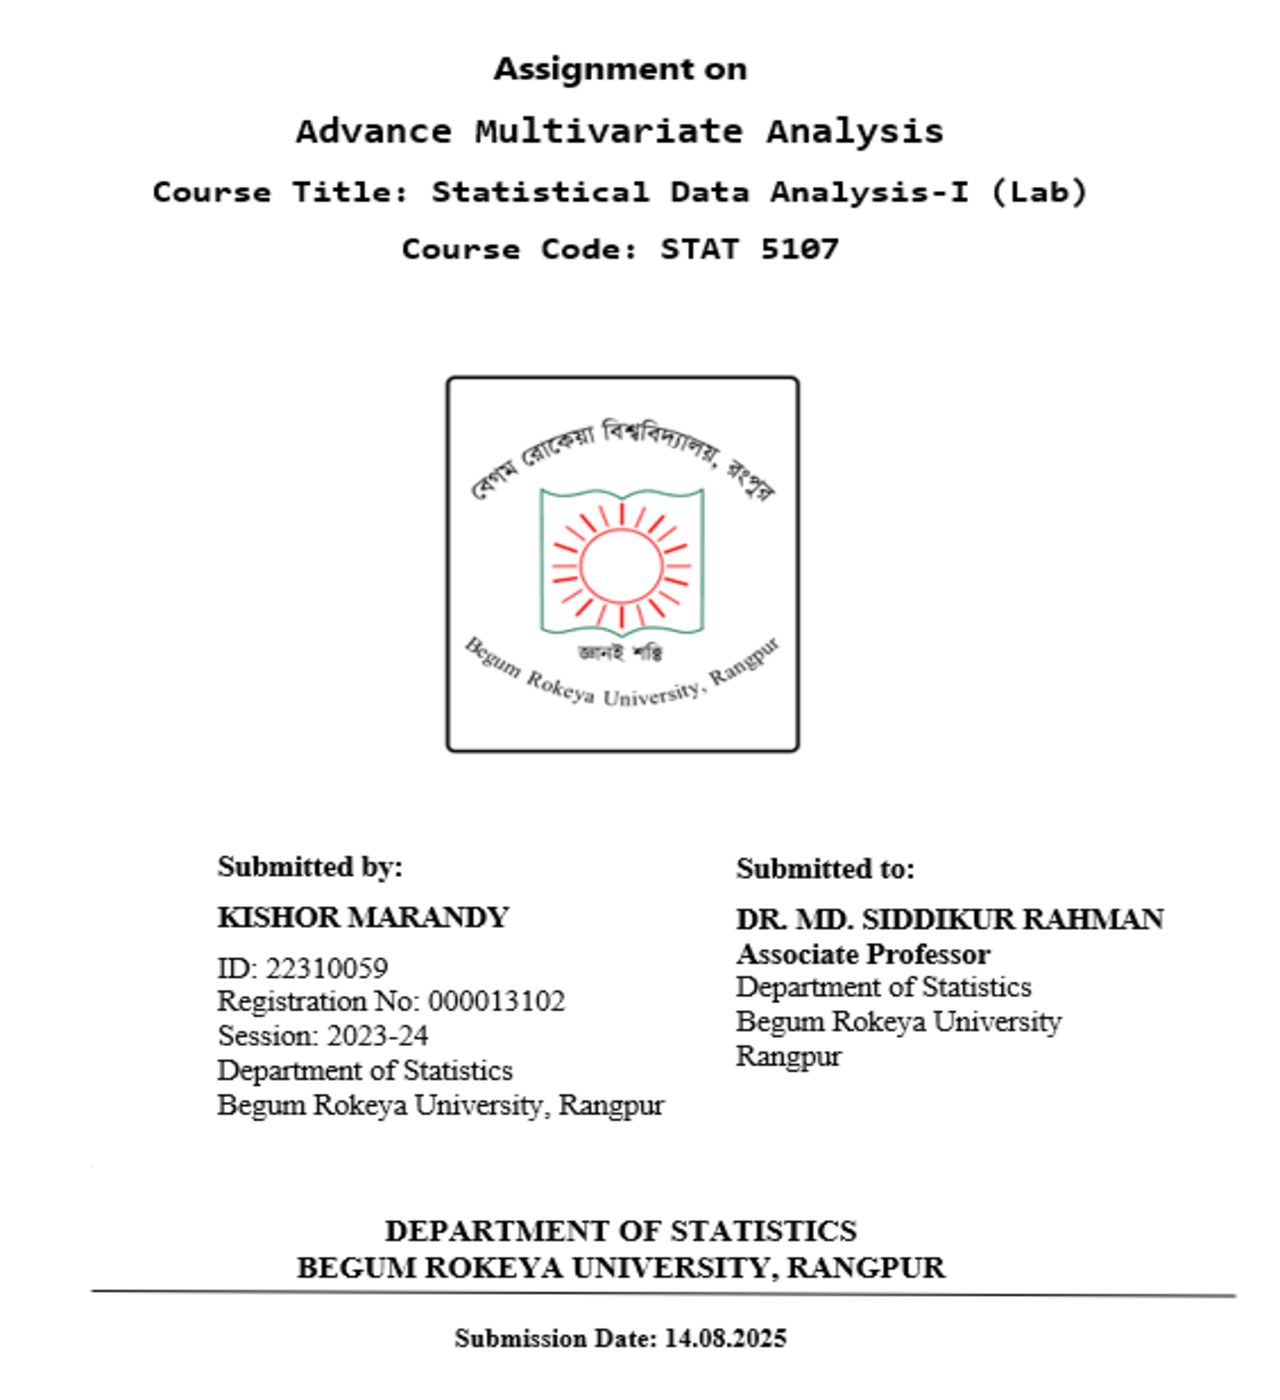 Assignment on
Advance Multivariate Analysis
Course Title: Statistical Data Analysis-I (Lab)
Course Code: STAT 5107
বেগম রোকেয়া বিশ্ববিদ্যালয়, রংপুর
জ্ঞানই শক্তি
Begum Rokeya University, Rangpur
Submitted by:
KISHOR MARANDY
ID: 22310059
Registration No: 000013102
Session: 2023-24
Department of Statistics
Begum Rokeya University, Rangpur
Submitted to:
DR. MD. SIDDIKUR RAHMAN
Associate Professor
Department of Statistics
Begum Rokeya University
Rangpur
DEPARTMENT OF STATISTICS
BEGUM ROKEYA UNIVERSITY, RANGPUR
Submission Date: 14.08.2025